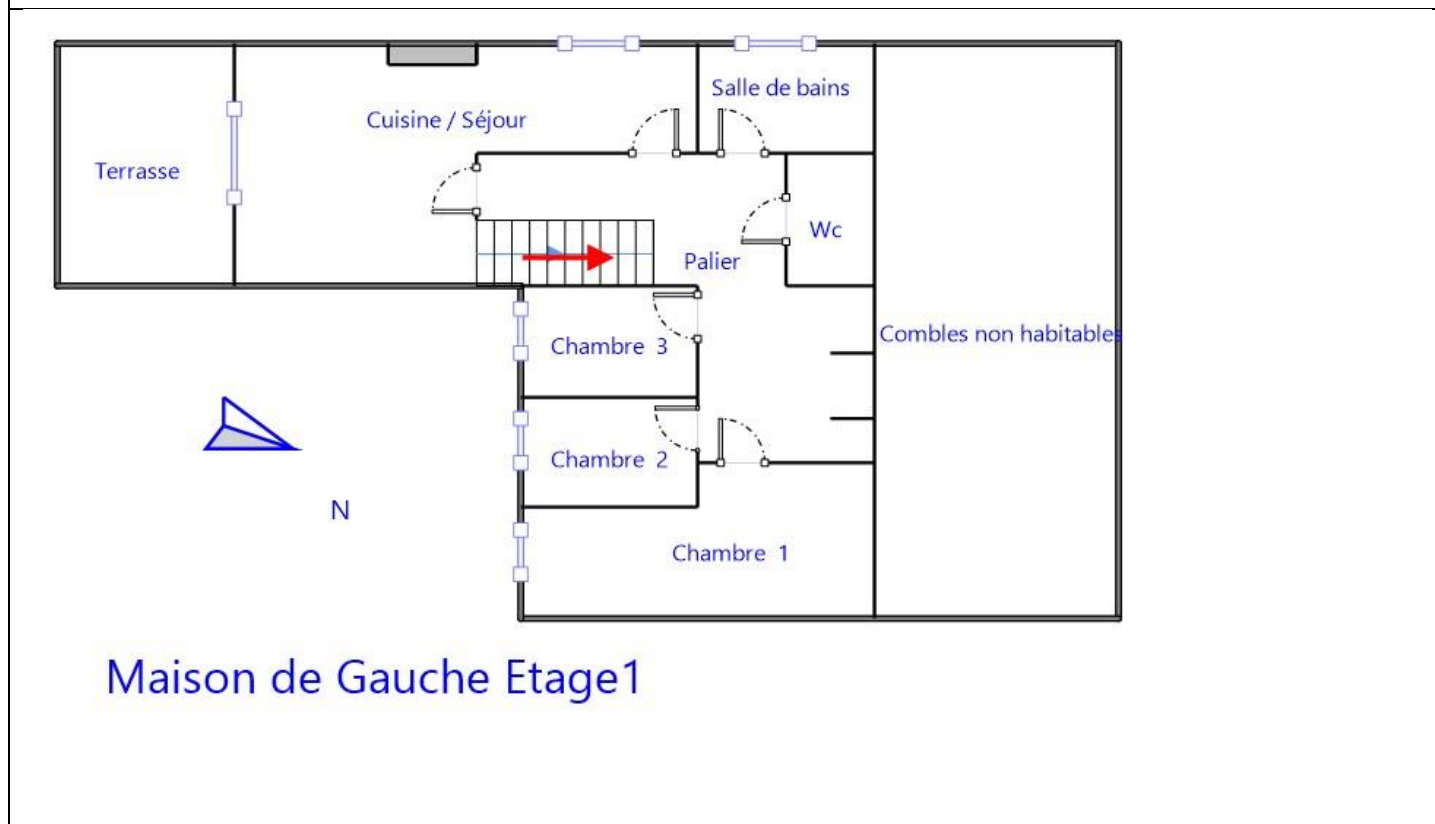 Salle de bains
Cuisine / Séjour
Terrasse
Wc
Palier
Combles non habitables
Chambre 3
Chambre 2
N
Chambre 1
Maison de Gauche Etage1